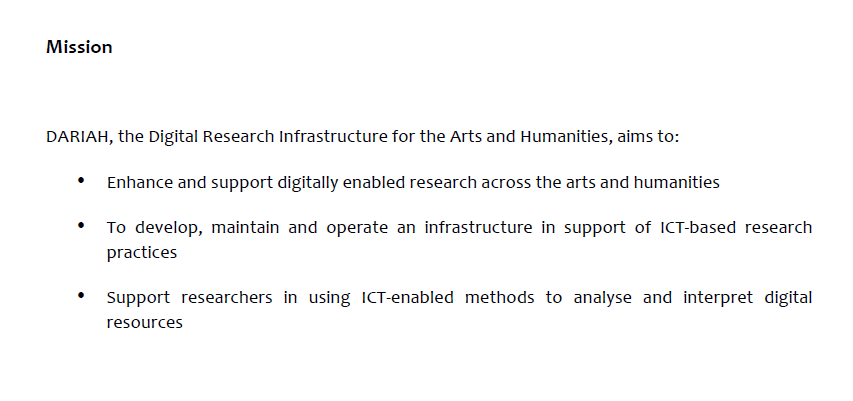 Mission
DARIAH, the Digital Research Infrastructure for the Arts and Humanities, aims to:
• Enhance and support digitally enabled research across the arts and humanities
• To develop, maintain and operate an infrastructure in support of ICT-based research
practices
• Support researchers in using ICT-enabled methods to analyse and interpret digital
resources